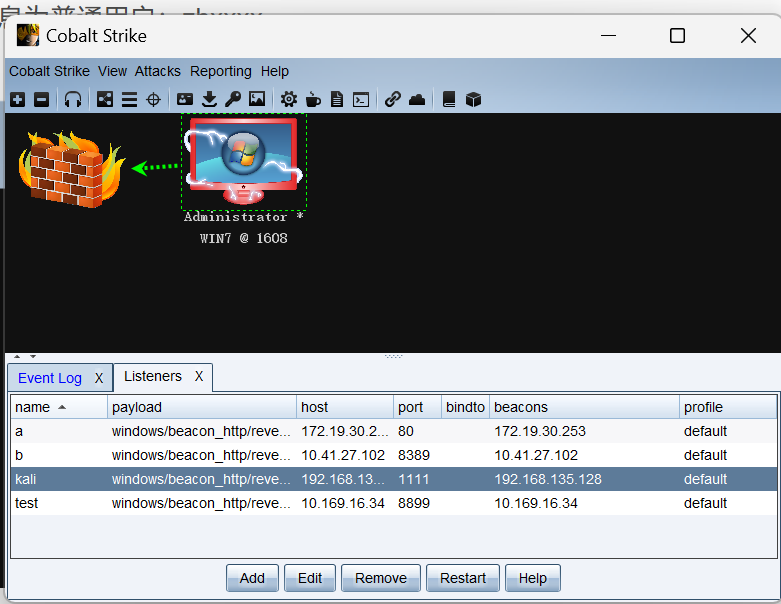 Cobalt Strike
Cobalt Strike View Attacks Reporting Help
Administrator *
WIN7 @ 1608
Event Log X Listeners X
name payload host port bindto beacons profile
a windows/beacon_http/reve... 172.19.30.2... 80 172.19.30.253 default
b windows/beacon_http/reve... 10.41.27.102 8389 10.41.27.102 default
kali windows/beacon_http/reve... 192.168.13... 1111 192.168.135.128 default
test windows/beacon_http/reve... 10.169.16.34 8899 10.169.16.34 default
Add Edit Remove Restart Help